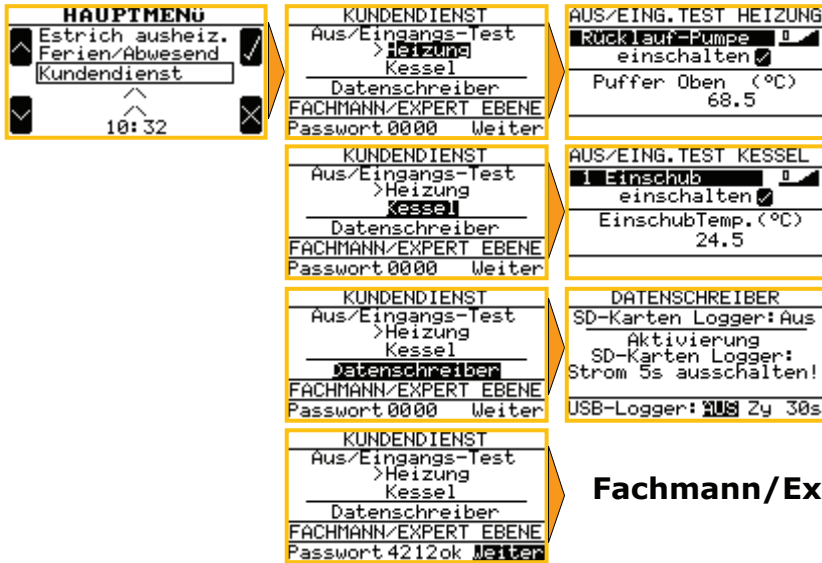 HAUPTMENü
Estrich ausheiz.
Ferien/Abwesend
Kundendienst
10:32
KUNDENDIENST
Aus/Eingangs-Test
>Heizung
Kessel
Datenschreiber
FACHMANN/EXPERT EBENE
Passwort 0000 Weiter
AUS/EING.TEST HEIZUNG
Rücklauf-Pumpe 0
einschalten
Puffer Oben (°C)
68.5
KUNDENDIENST
Aus/Eingangs-Test
>Heizung
Kessel
Datenschreiber
FACHMANN/EXPERT EBENE
Passwort 0000 Weiter
AUS/EING.TEST KESSEL
1 Einschub 0
einschalten
EinschubTemp.(°C)
24.5
KUNDENDIENST
Aus/Eingangs-Test
>Heizung
Kessel
Datenschreiber
FACHMANN/EXPERT EBENE
Passwort 0000 Weiter
DATENSCHREIBER
SD-Karten Logger:Aus
Aktivierung
SD-Karten Logger:
Strom 5s ausschalten!
USB-Logger: AUS Zy 30s
KUNDENDIENST
Aus/Eingangs-Test
>Heizung
Kessel
Datenschreiber
FACHMANN/EXPERT EBENE
Passwort 4212ok Weiter
Fachmann/Ex